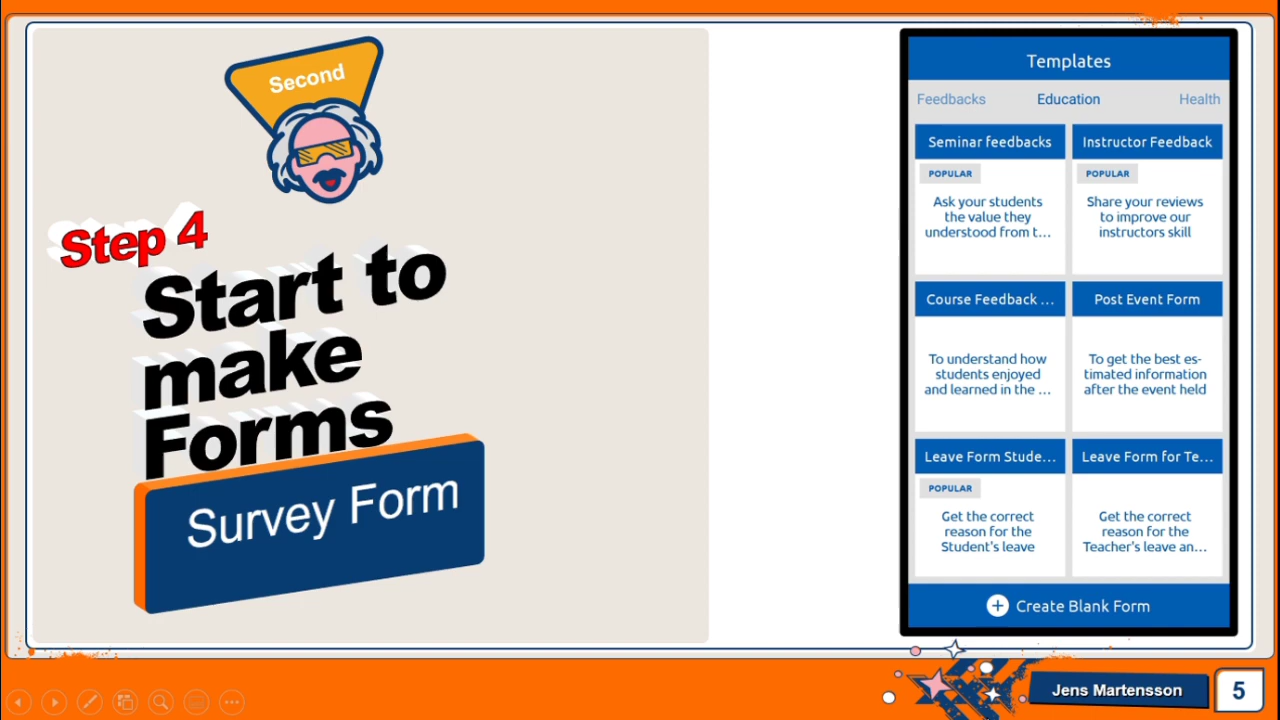 Second
Step 4
Start to
make
Forms
Survey Form
Templates
Feedbacks
Education
Health
Seminar feedbacks
POPULAR
Ask your students
the value they
understood from t...
Instructor Feedback
POPULAR
Share your reviews
to improve our
instructors skill
Course Feedback ...
To understand how
students enjoyed
and learned in the ...
Post Event Form
To get the best es-
timated information
after the event held
Leave Form Stude...
POPULAR
Get the correct
reason for the
Student's leave
Leave Form for Te...
Get the correct
reason for the
Teacher's leave an...
Create Blank Form
Jens Martensson
5